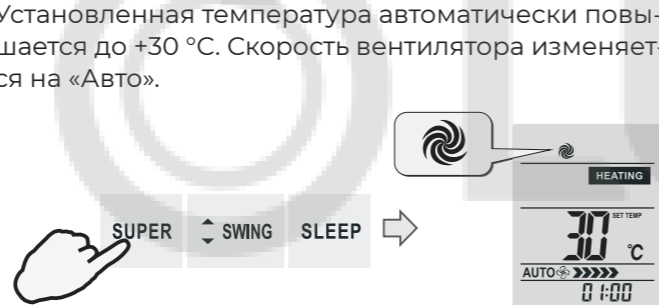 Установленная температура автоматически повы-
шается до +30 °C. Скорость вентилятора изменяет-
ся на «Авто».
HEATING
SUPER SWING SLEEP
30 SET TEMP °C
AUTO
01:00